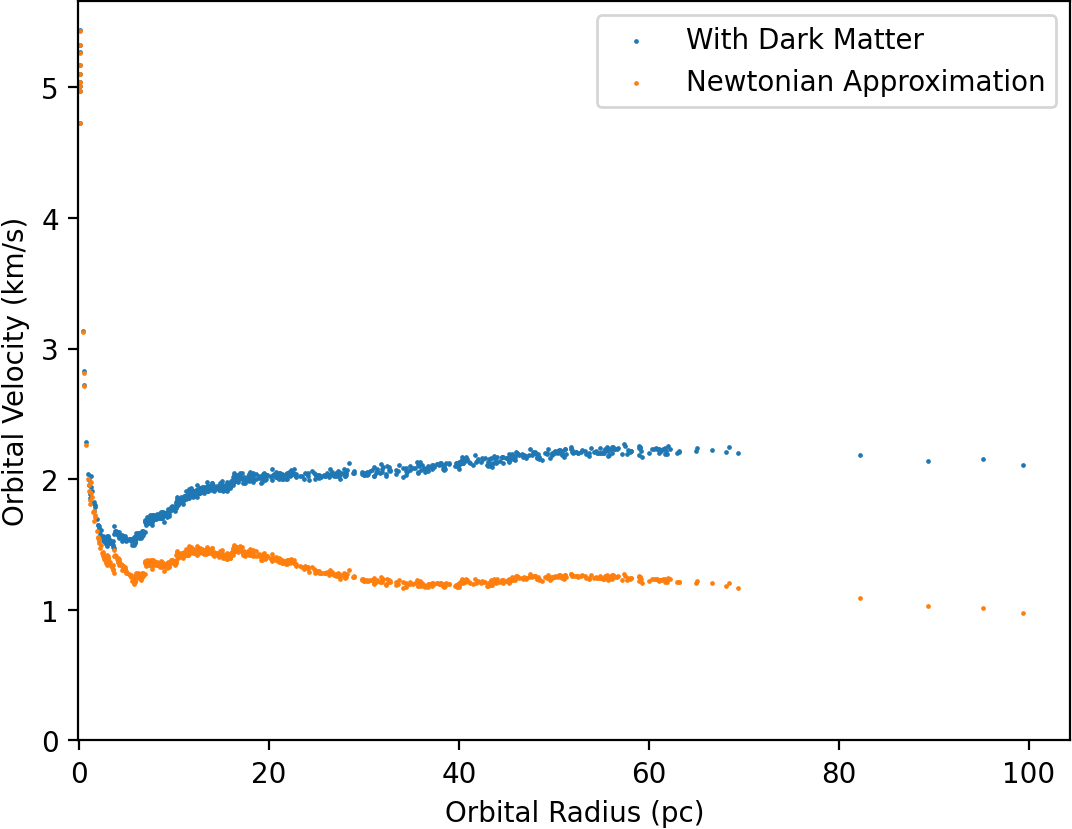 With Dark Matter
Newtonian Approximation
5
4
3
2
1
0
Orbital Velocity (km/s)
0 20 40 60 80 100
Orbital Radius (pc)